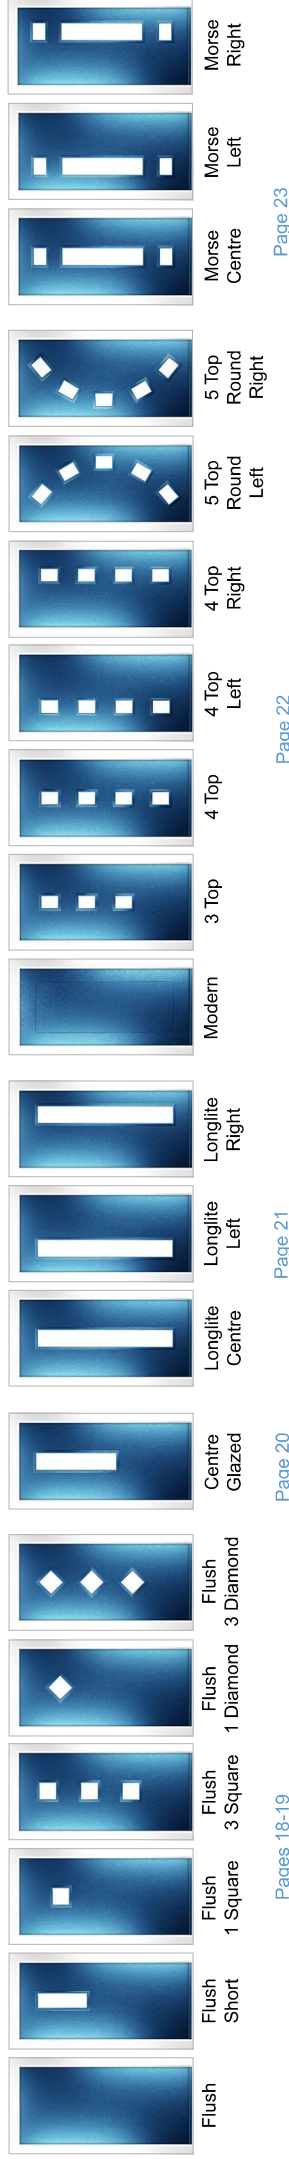 Flush
Flush
Short
Flush
1 Square
Flush
3 Square
Flush
1 Diamond
Flush
3 Diamond
Pages 18-19
Centre
Glazed
Page 20
Longlite
Centre
Longlite
Left
Longlite
Right
Page 21
Modern
3 Top
4 Top
4 Top
Left
4 Top
Right
5 Top
Round
Left
5 Top
Round
Right
Page 22
Morse
Centre
Morse
Left
Morse
Right
Page 23